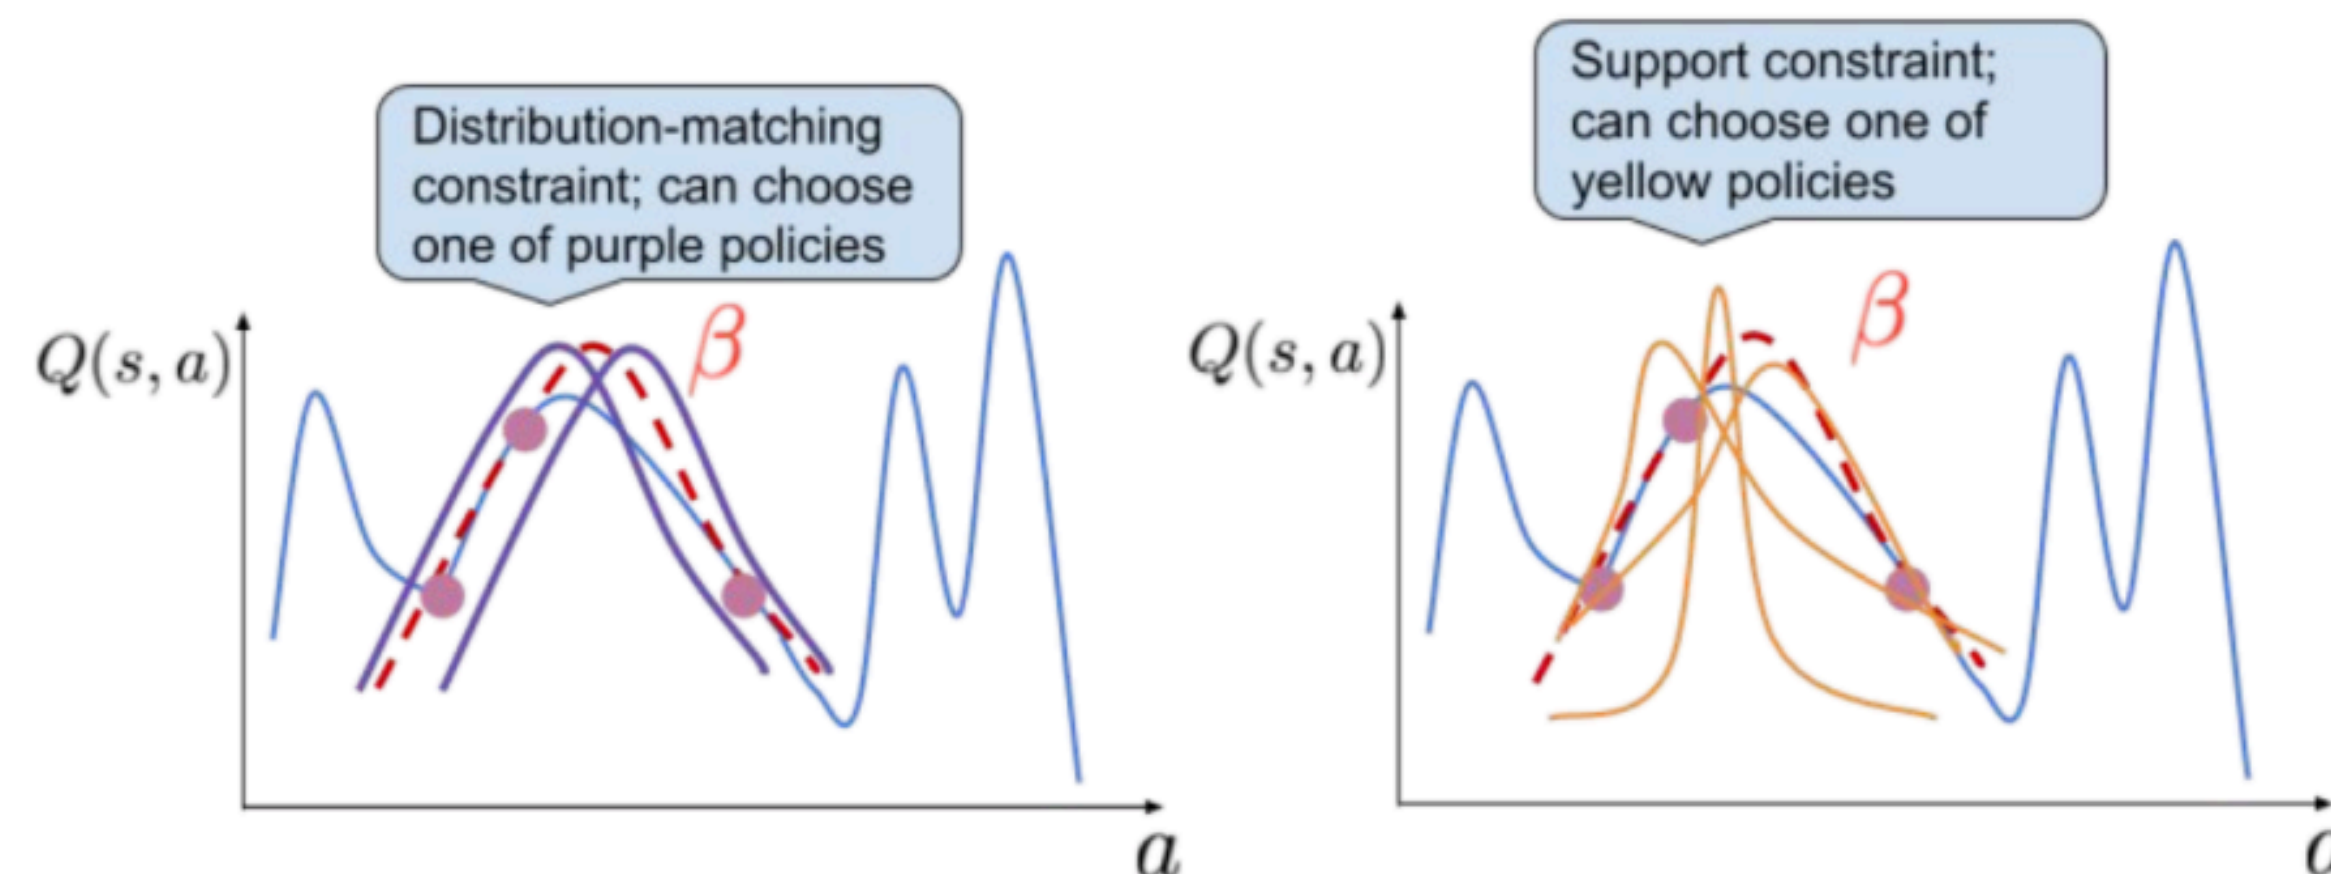 Distribution-matching
constraint; can choose
one of purple policies
β
Q(s, a)
a
Support constraint;
can choose one of
yellow policies
β
Q(s, a)